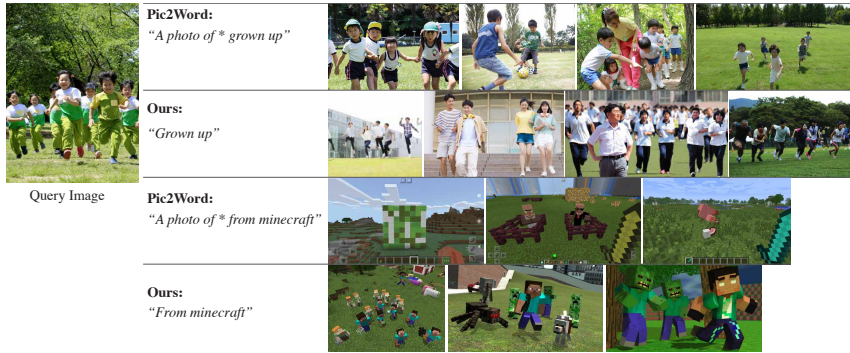 Pic2Word:
“A photo of * grown up”
Ours:
“Grown up”
Query Image
Pic2Word:
“A photo of * from minecraft”
Ours:
“From minecraft”